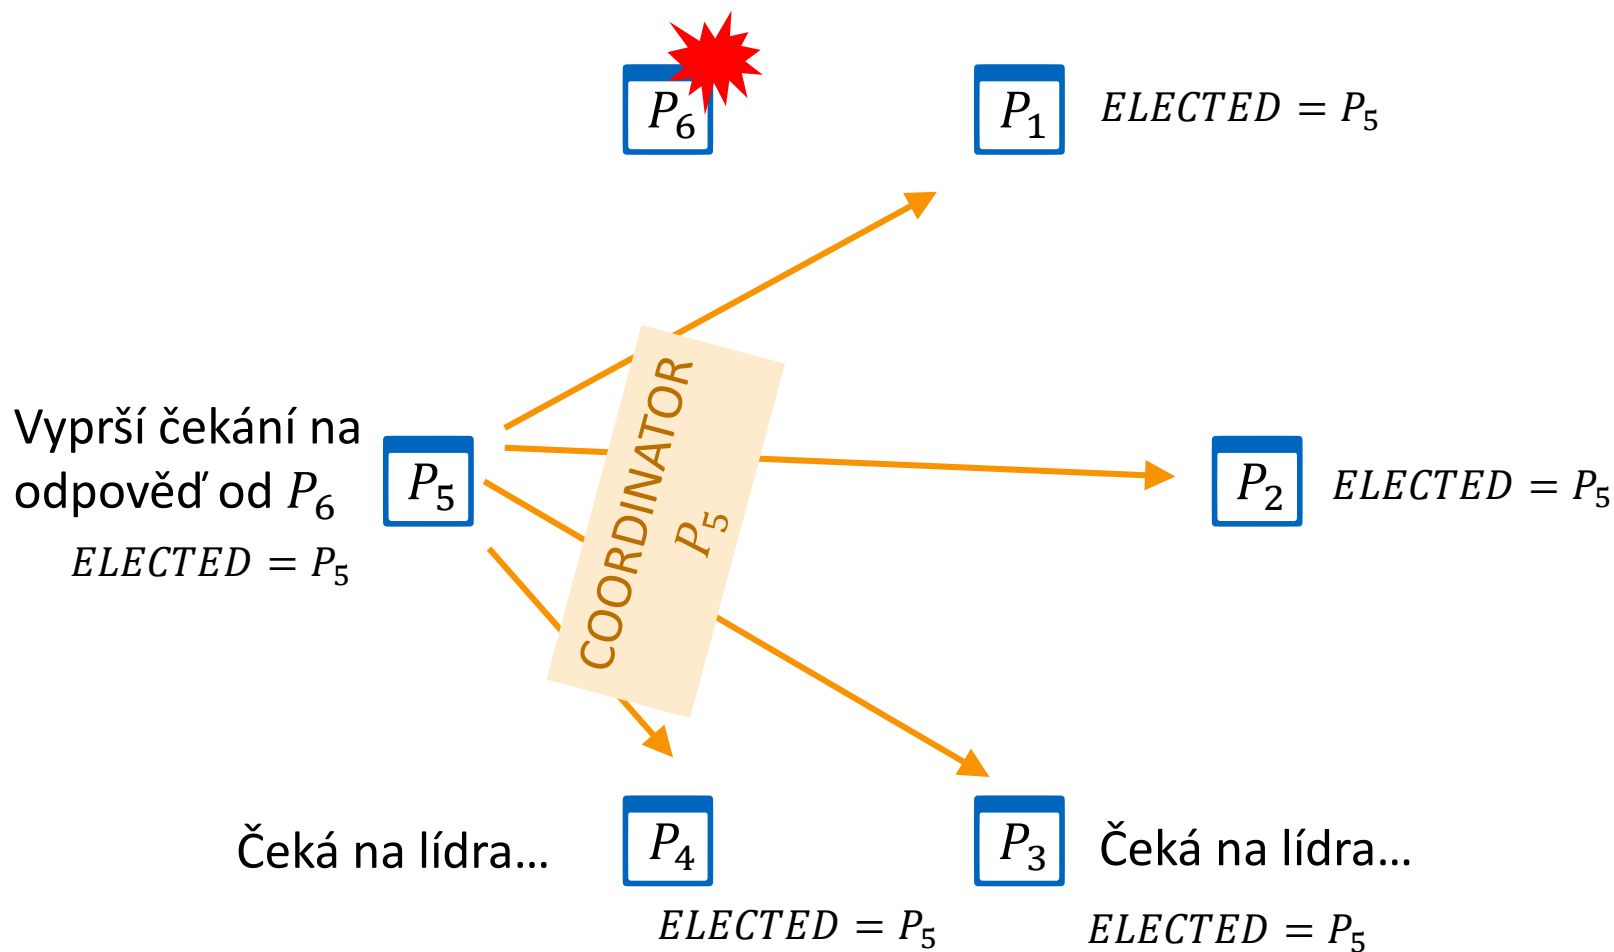 P₆
P₁ ELECTED = P₅
Vyprší čekání na
odpověď od P₆
P₅
ELECTED = P₅
COORDINATOR
P₅
P₂ ELECTED = P₅
Čeká na lídra…
P₄
ELECTED = P₅
P₃
Čeká na lídra…
ELECTED = P₅